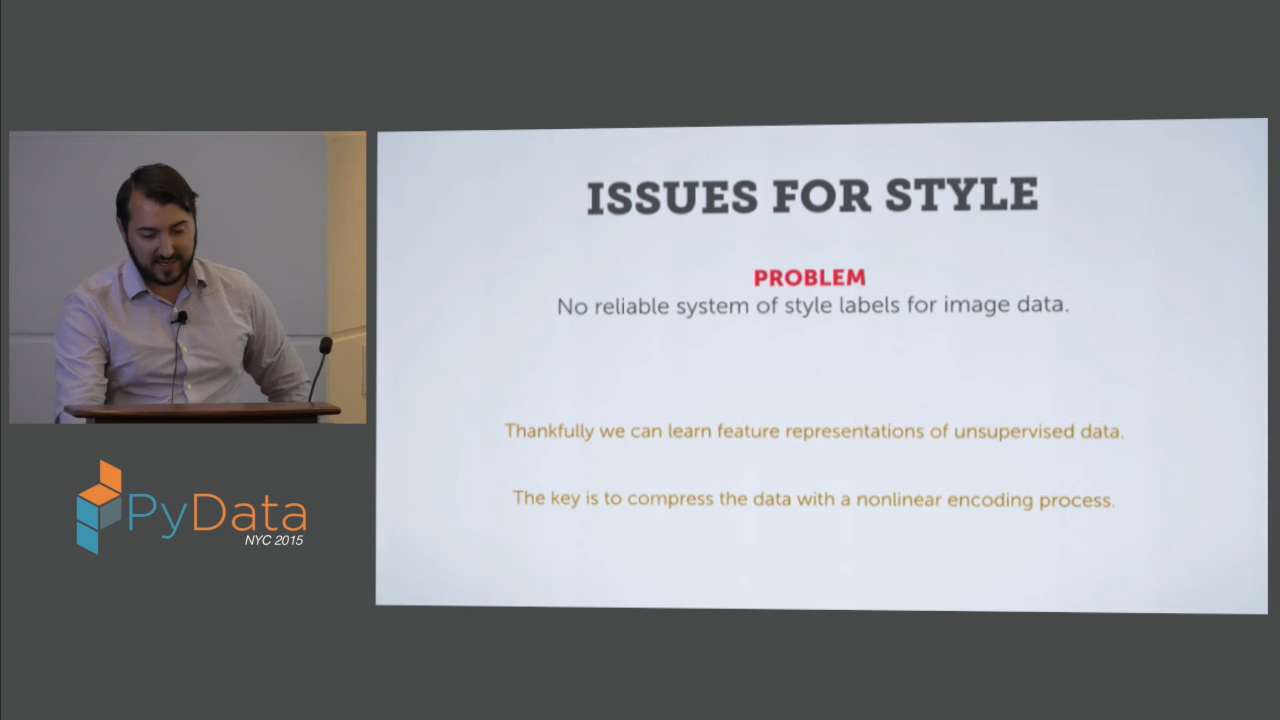 ISSUES FOR STYLE
PROBLEM
No reliable system of style labels for image data.
Thankfully we can learn feature representations of unsupervised data.
The key is to compress the data with a nonlinear encoding process.
PyData
NYC 2015